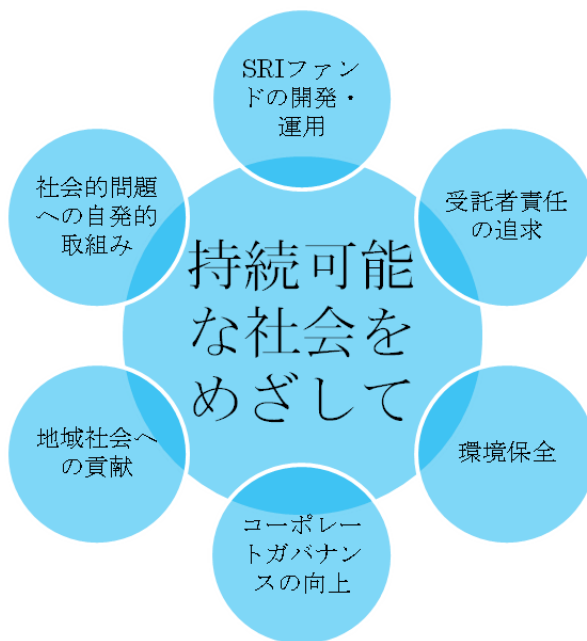 SRIファン
ドの開発・
運用
社会的問題
への自発的
取組み
受託者責任
の追求
持続可能
な社会を
めざして
地域社会へ
の貢献
環境保全
コーポレー
トガバナン
スの向上